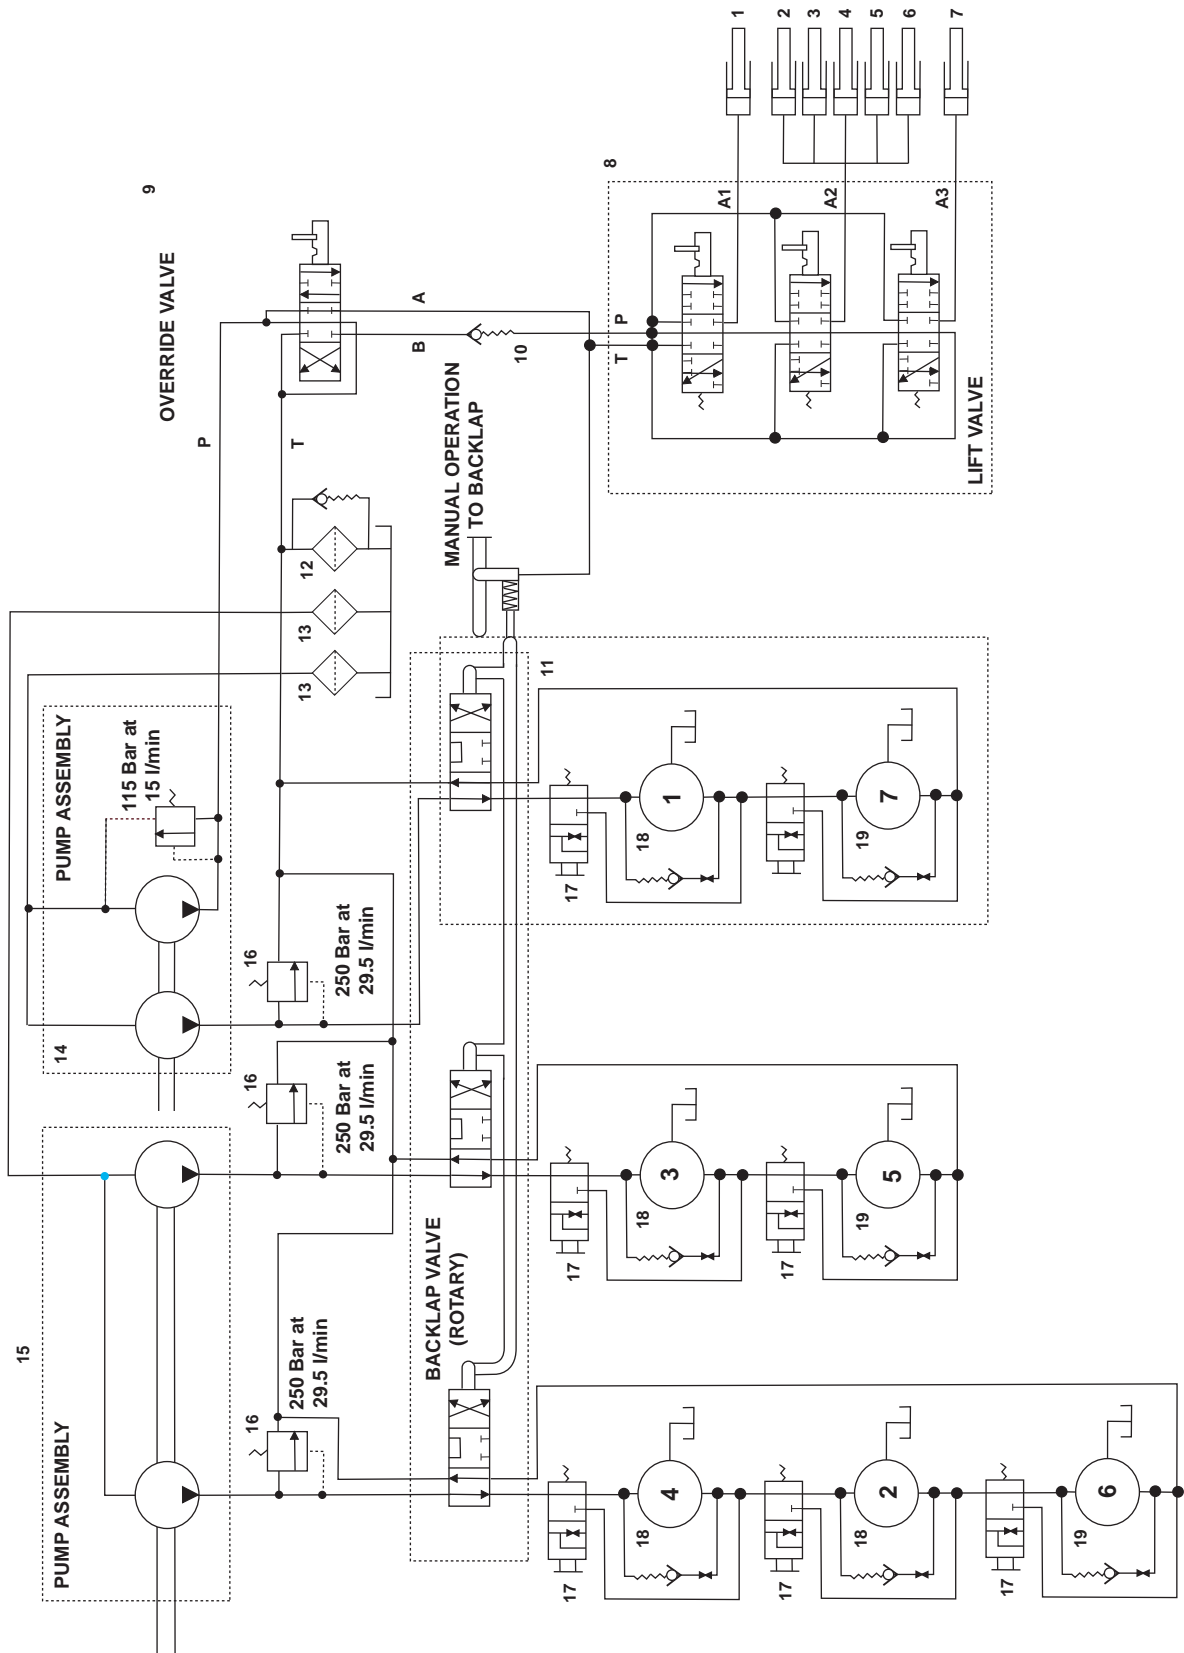 15
PUMP ASSEMBLY
14
PUMP ASSEMBLY
115 Bar at
15 l/min
OVERRIDE VALVE
9
P
T
16
250 Bar at
29.5 l/min
16
250 Bar at
29.5 l/min
16
250 Bar at
29.5 l/min
13
13
12
B
A
BACKLAP VALVE
(ROTARY)
MANUAL OPERATION
TO BACKLAP
10
11
8
T
P
A1
A2
A3
LIFT VALVE
1
2
3
4
5
6
7
17
18
4
17
18
2
17
19
6
17
18
3
17
19
5
17
18
1
17
19
7